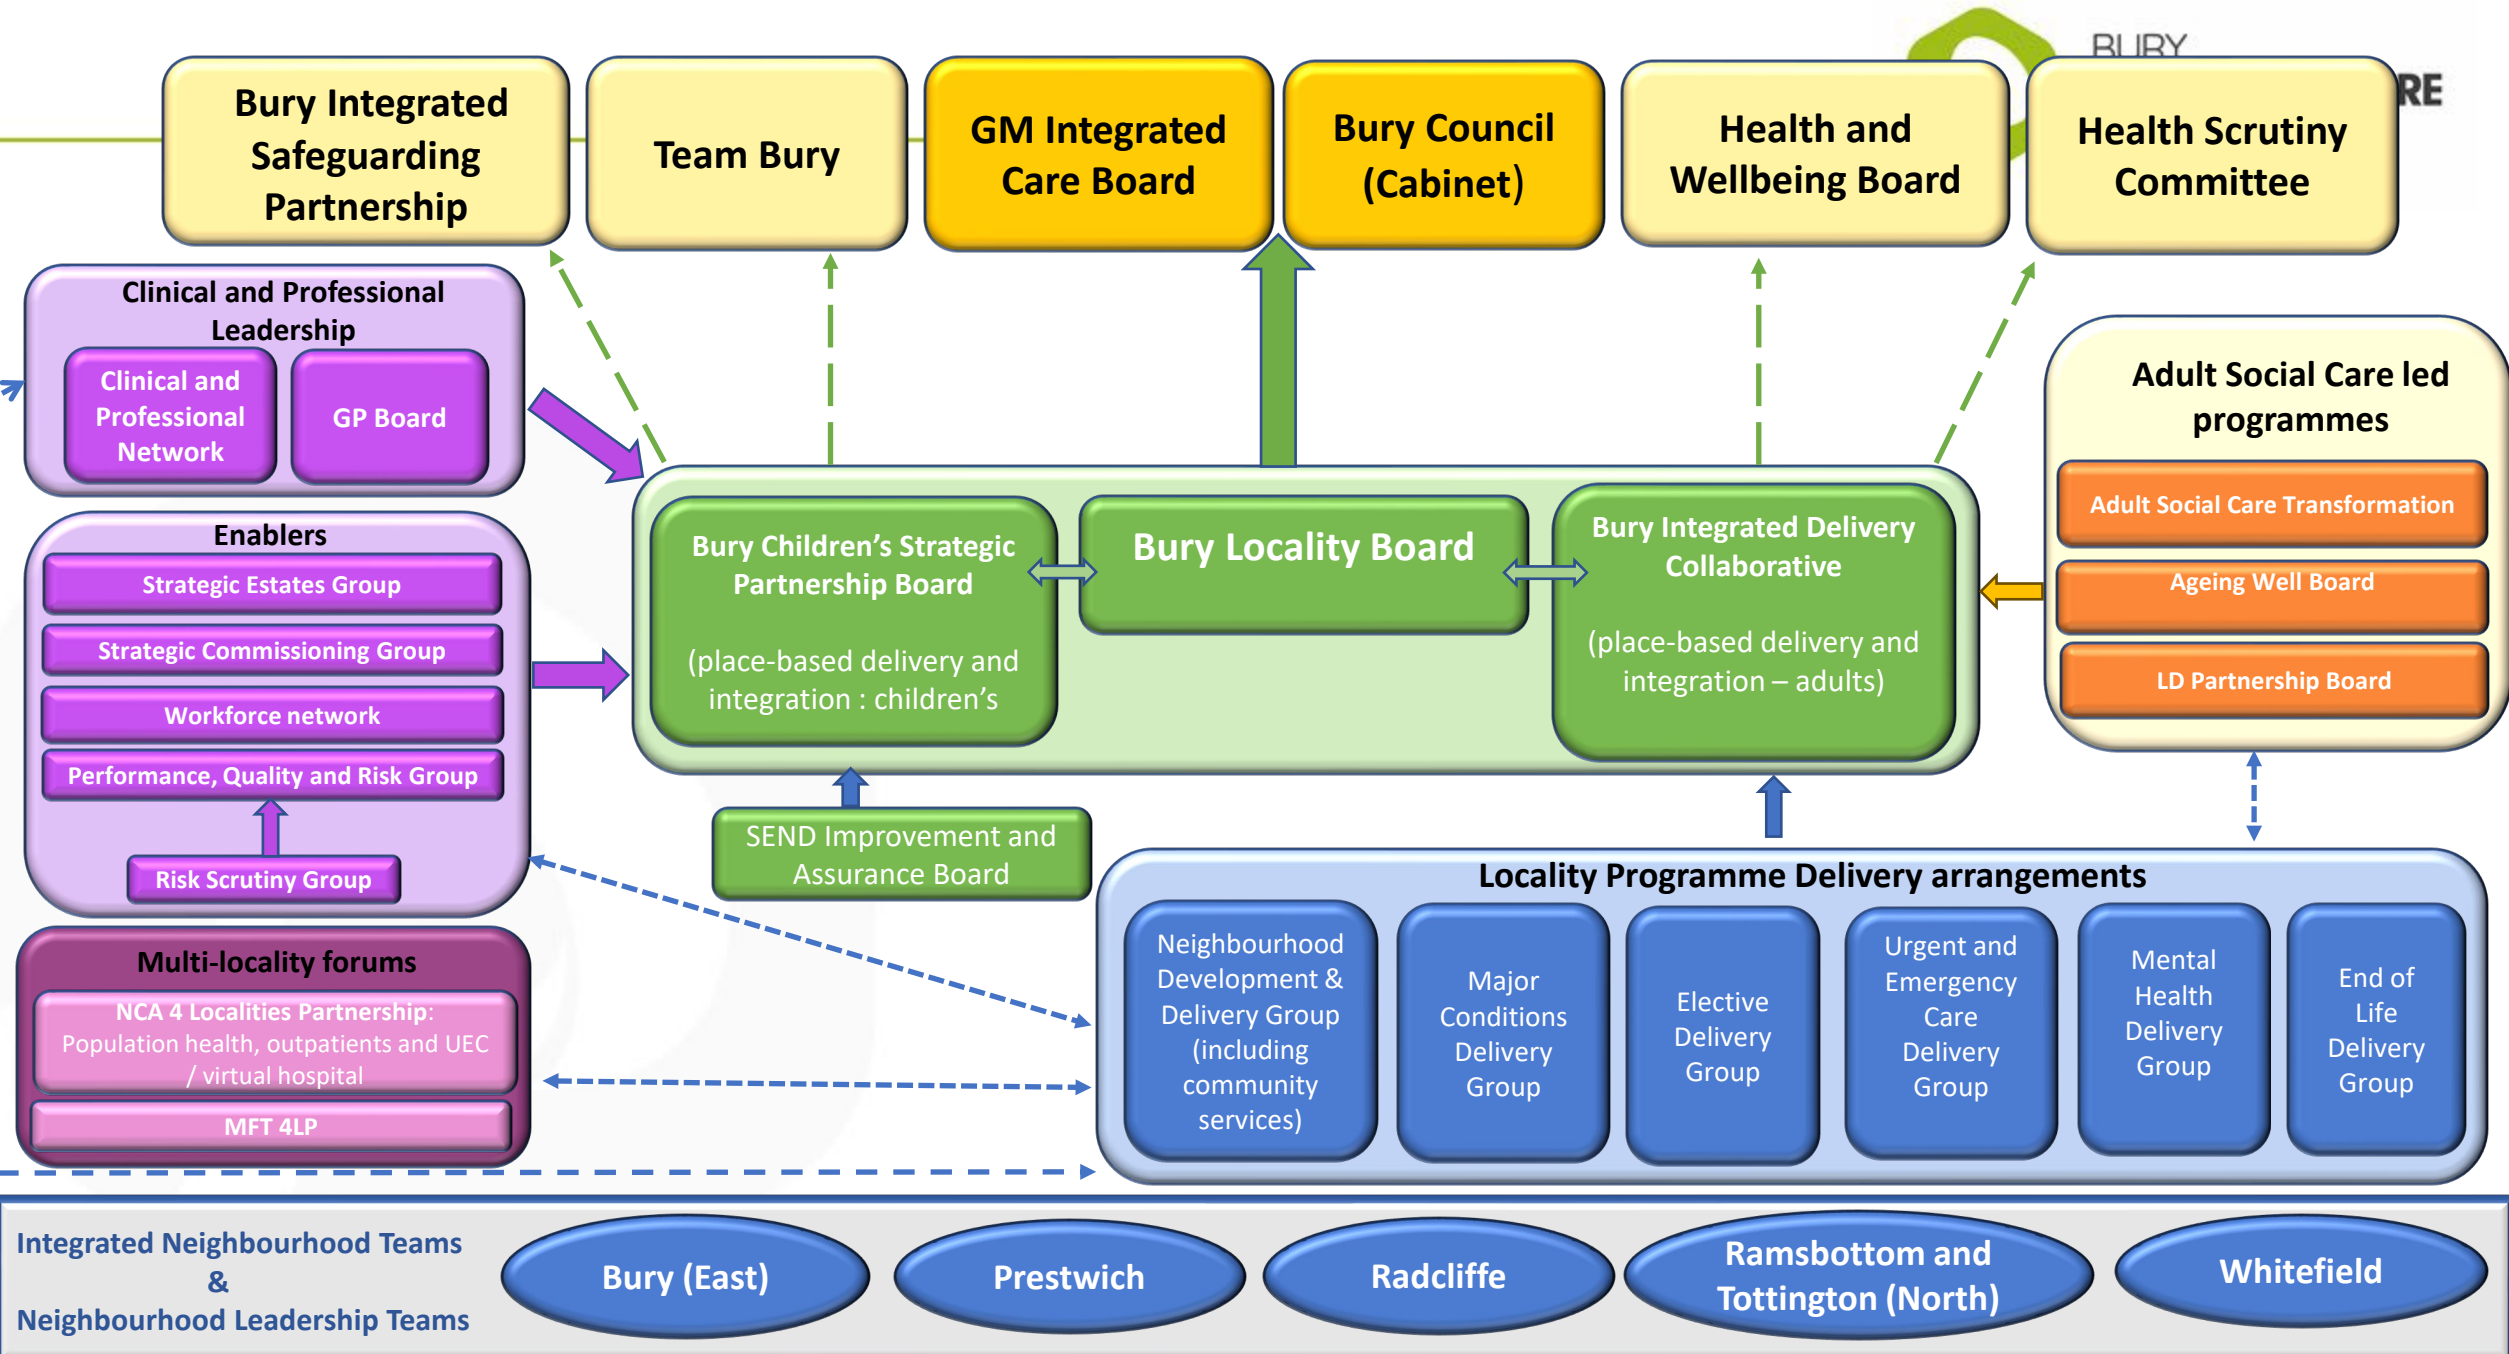 BURY
RE
Bury Integrated
Safeguarding
Partnership
Team Bury
GM Integrated
Care Board
Bury Council
(Cabinet)
Health and
Wellbeing Board
Health Scrutiny
Committee
Clinical and Professional
Leadership
Clinical and
Professional
Network
GP Board
Enablers
Strategic Estates Group
Strategic Commissioning Group
Workforce network
Performance, Quality and Risk Group
Risk Scrutiny Group
Multi-locality forums
NCA 4 Localities Partnership:
Population health, outpatients and UEC
/ virtual hospital
MFT 4LP
Bury Children’s Strategic
Partnership Board
(place-based delivery and
integration : children’s
Bury Locality Board
Bury Integrated Delivery
Collaborative
(place-based delivery and
integration – adults)
Adult Social Care led
programmes
Adult Social Care Transformation
Ageing Well Board
LD Partnership Board
SEND Improvement and
Assurance Board
Locality Programme Delivery arrangements
Neighbourhood
Development &
Delivery Group
(including
community
services)
Major
Conditions
Delivery
Group
Elective
Delivery
Group
Urgent and
Emergency
Care
Delivery
Group
Mental
Health
Delivery
Group
End of
Life
Delivery
Group
Integrated Neighbourhood Teams
&
Neighbourhood Leadership Teams
Bury (East)
Prestwich
Radcliffe
Ramsbottom and
Tottington (North)
Whitefield